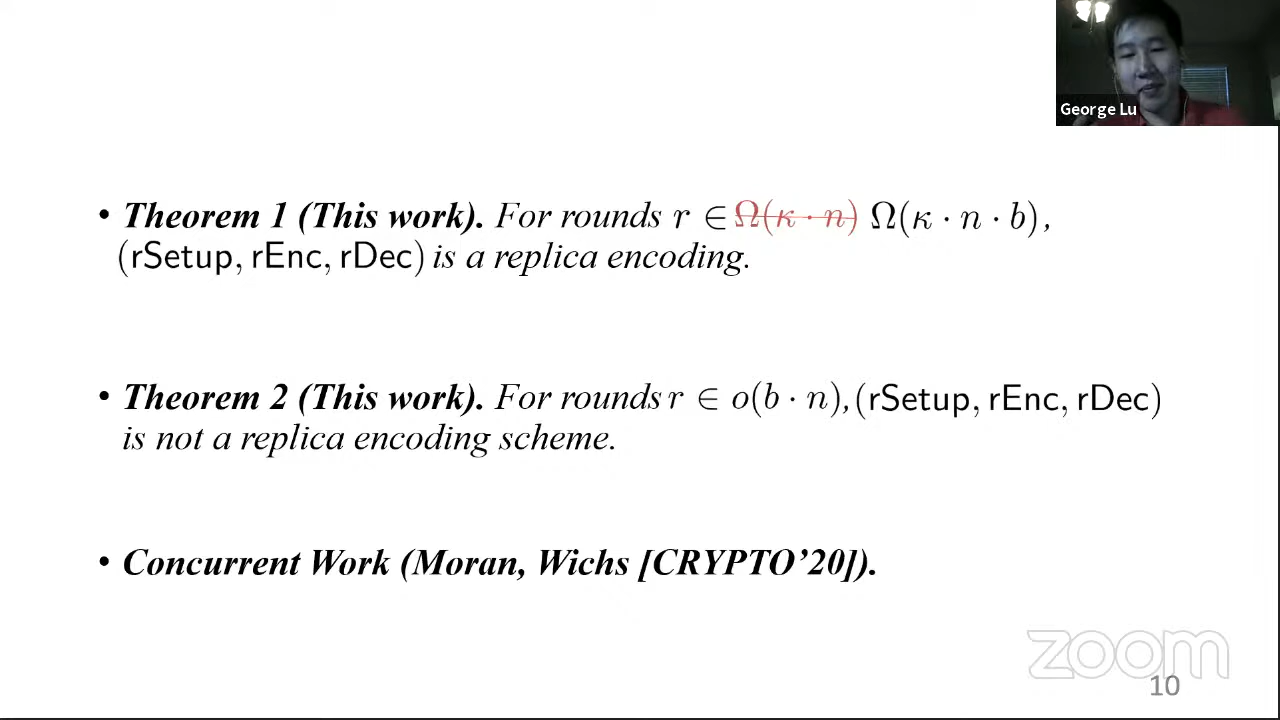 George Lu
• Theorem 1 (This work). For rounds r ∈ Ω(κ · n) Ω(κ · n · b),
(rSetup, rEnc, rDec) is a replica encoding.
• Theorem 2 (This work). For rounds r ∈ o(b · n), (rSetup, rEnc, rDec)
is not a replica encoding scheme.
• Concurrent Work (Moran, Wichs [CRYPTO’20]).
zoom
10